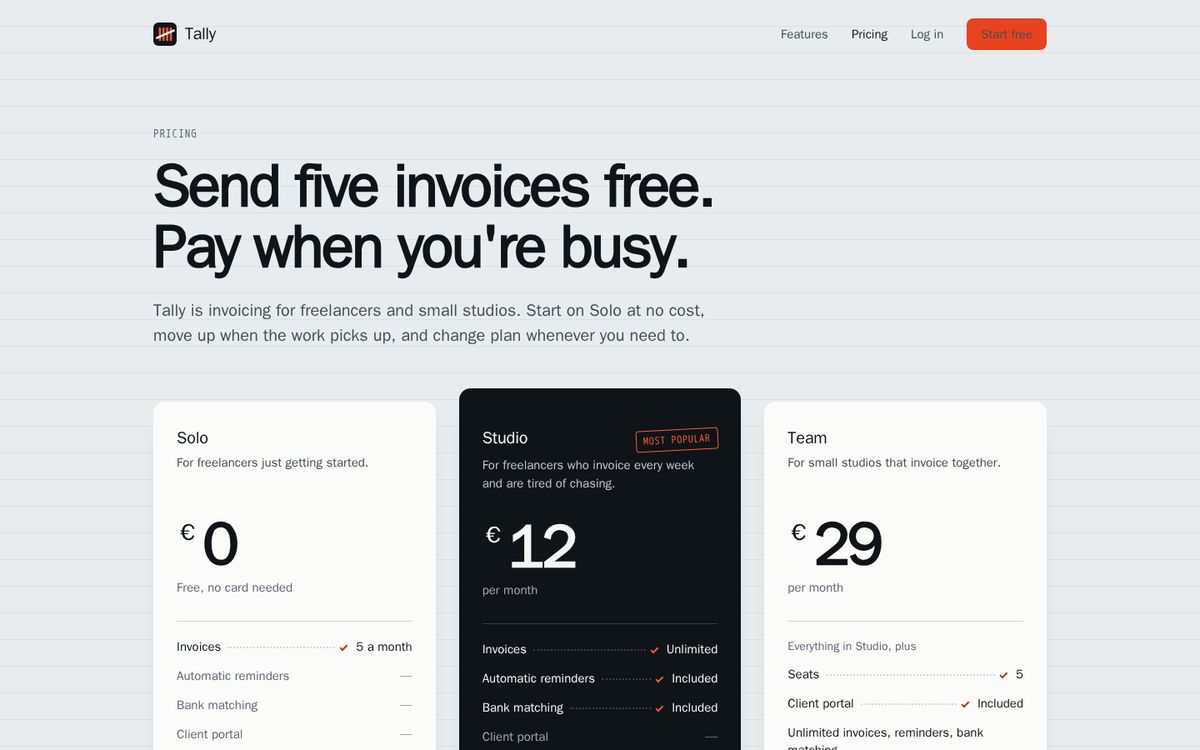 Tally
Features
Pricing
Log in
Start free
PRICING
Send five invoices free.
Pay when you're busy.
Tally is invoicing for freelancers and small studios. Start on Solo at no cost,
move up when the work picks up, and change plan whenever you need to.
Solo
For freelancers just getting started.
€0
Free, no card needed
Invoices 5 a month
Automatic reminders —
Bank matching —
Client portal —
Studio
MOST POPULAR
For freelancers who invoice every week
and are tired of chasing.
€12
per month
Invoices Unlimited
Automatic reminders Included
Bank matching Included
Client portal —
Team
For small studios that invoice together.
€29
per month
Everything in Studio, plus
Seats 5
Client portal Included
Unlimited invoices, reminders, bank
matching